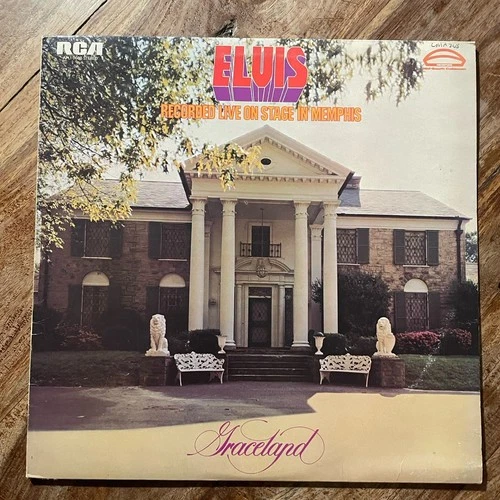 RCA
ELVIS
RECORDED LIVE ON STAGE IN MEMPHIS
Graceland